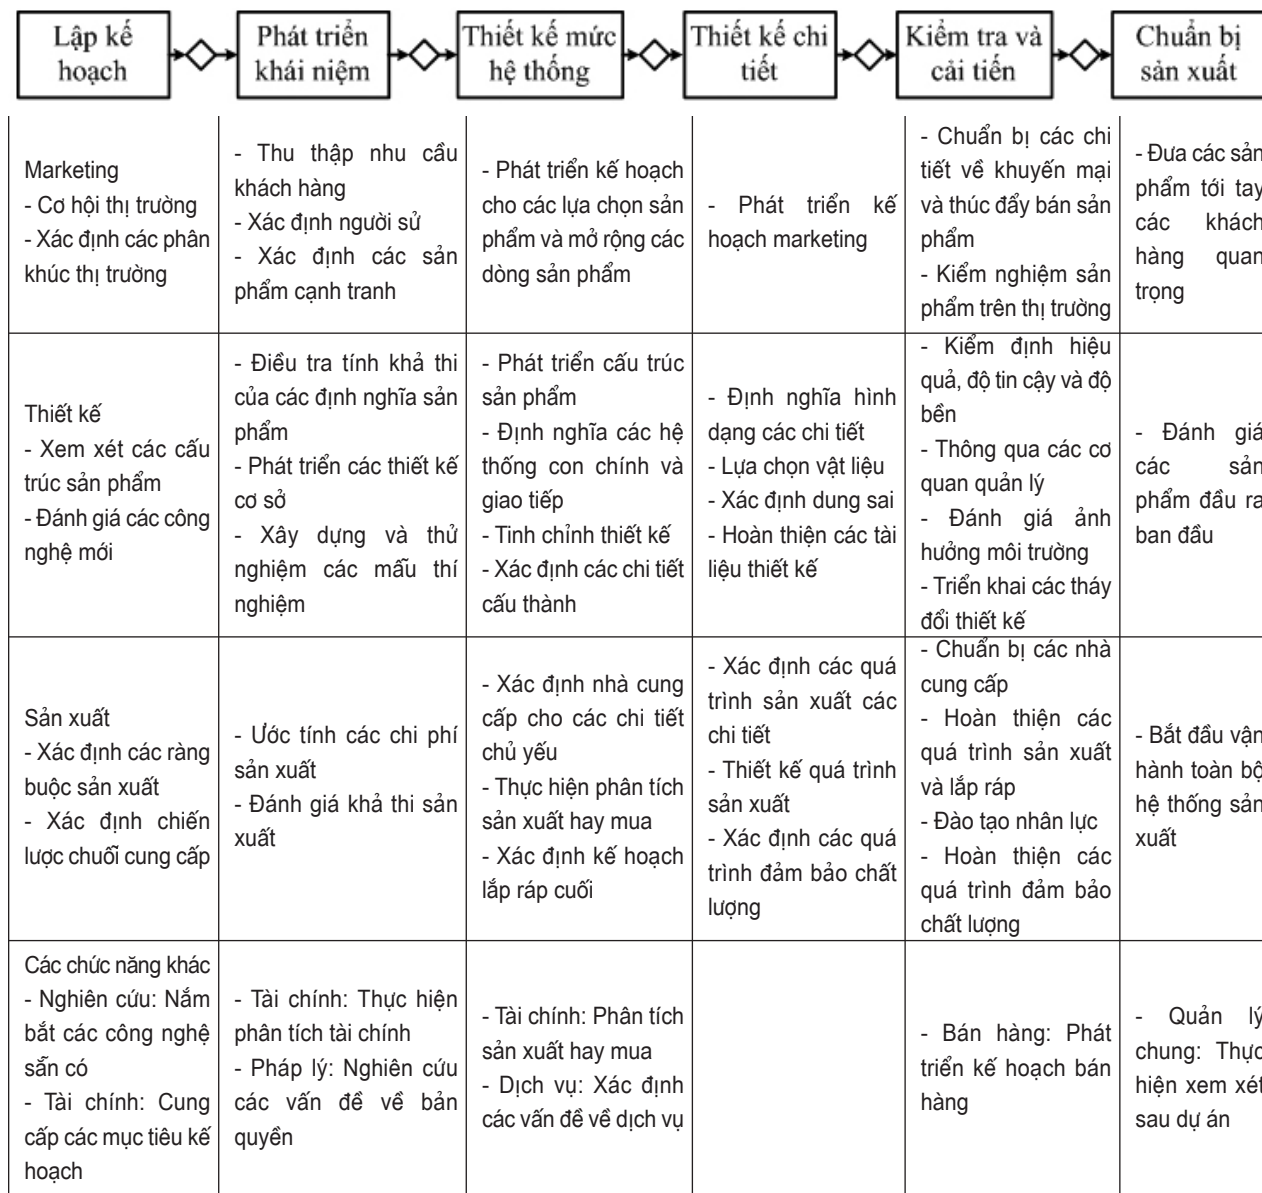 Lập kế
hoạch
Phát triển
khái niệm
Thiết kế mức
hệ thống
Thiết kế chi
tiết
Kiểm tra và
cải tiến
Chuẩn bị
sản xuất
Marketing
- Cơ hội thị trường
- Xác định các phân
khúc thị trường
- Thu thập nhu cầu
khách hàng
- Xác định người sử
- Xác định các sản
phẩm cạnh tranh
- Phát triển kế hoạch
cho các lựa chọn sản
phẩm và mở rộng các
dòng sản phẩm
- Phát triển kế
hoạch marketing
- Chuẩn bị các chi
tiết về khuyến mại
và thúc đẩy bán sản
phẩm
- Kiểm nghiệm sản
phẩm trên thị trường
- Đưa các sản
phẩm tới tay
các khách
hàng quan
trọng
Thiết kế
- Xem xét các cấu
trúc sản phẩm
- Đánh giá các công
nghệ mới
- Điều tra tính khả thi
của các định nghĩa sản
phẩm
- Phát triển các thiết kế
cơ sở
- Xây dựng và thử
nghiệm các mẫu thí
nghiệm
- Phát triển cấu trúc
sản phẩm
- Định nghĩa các hệ
thống con chính và
giao tiếp
- Tinh chỉnh thiết kế
- Xác định các chi tiết
cấu thành
- Định nghĩa hình
dạng các chi tiết
- Lựa chọn vật liệu
- Xác định dung sai
- Hoàn thiện các tài
liệu thiết kế
- Kiểm định hiệu
quả, độ tin cậy và độ
bền
- Thông qua các cơ
quan quản lý
- Đánh giá ảnh
hưởng môi trường
- Triển khai các tháy
đổi thiết kế
- Đánh giá
các sản
phẩm đầu ra
ban đầu
Sản xuất
- Xác định các ràng
buộc sản xuất
- Xác định chiến
lược chuỗi cung cấp
- Ước tính các chi phí
sản xuất
- Đánh giá khả thi sản
xuất
- Xác định nhà cung
cấp cho các chi tiết
chủ yếu
- Thực hiện phân tích
sản xuất hay mua
- Xác định kế hoạch
lắp ráp cuối
- Xác định các quá
trình sản xuất các
chi tiết
- Thiết kế quá trình
sản xuất
- Xác định các quá
trình đảm bảo chất
lượng
- Chuẩn bị các nhà
cung cấp
- Hoàn thiện các
quá trình sản xuất
và lắp ráp
- Đào tạo nhân lực
- Hoàn thiện các
quá trình đảm bảo
chất lượng
- Bắt đầu vận
hành toàn bộ
hệ thống sản
xuất
Các chức năng khác
- Nghiên cứu: Nắm
bắt các công nghệ
sẵn có
- Tài chính: Cung
cấp các mục tiêu kế
hoạch
- Tài chính: Thực hiện
phân tích tài chính
- Pháp lý: Nghiên cứu
các vấn đề về bản
quyền
- Tài chính: Phân tích
sản xuất hay mua
- Dịch vụ: Xác định
các vấn đề về dịch vụ
- Bán hàng: Phát
triển kế hoạch bán
hàng
- Quản lý
chung: Thực
hiện xem xét
sau dự án